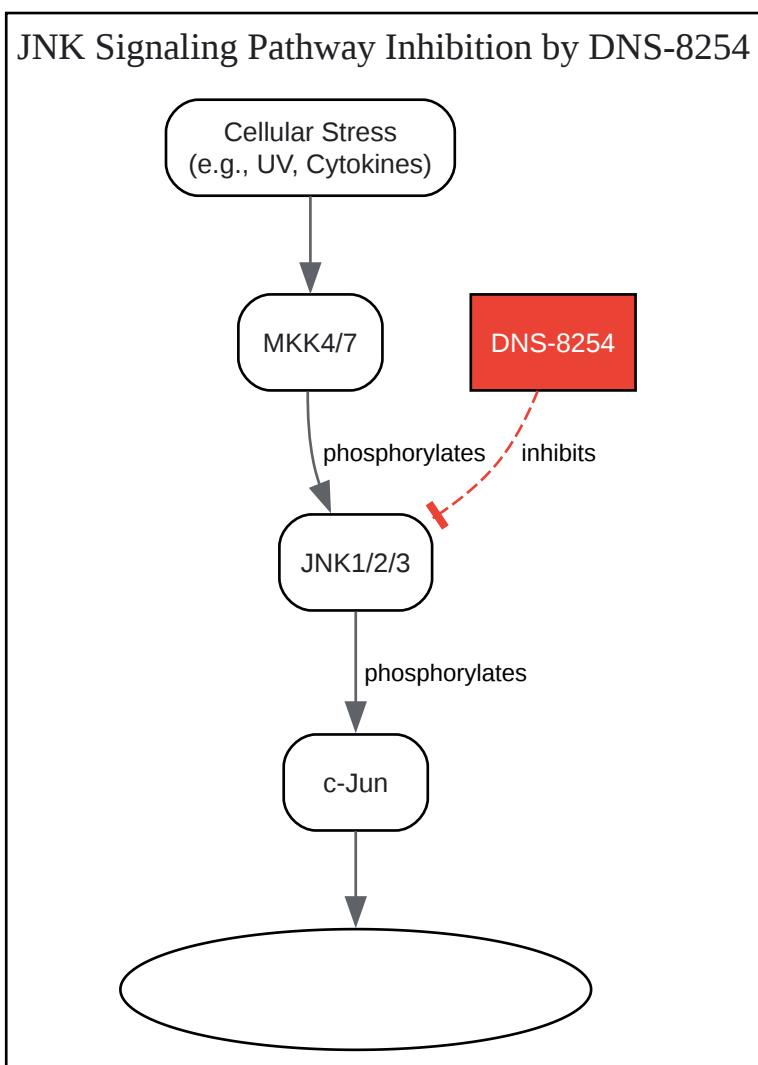 JNK Signaling Pathway Inhibition by DNS-8254
Cellular Stress
(e.g., UV, Cytokines)
MKK4/7
DNS-8254
phosphorylates
inhibits
JNK1/2/3
phosphorylates
c-Jun